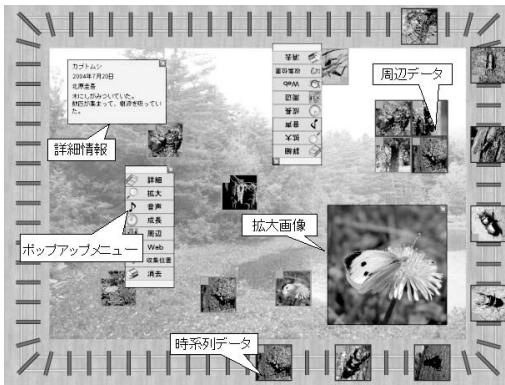 カブトムシ
2004年7月20日
北原圭吾
木にしがみついていた。
数匹が集まって、樹液を吸ってい
た。
詳細情報
詳細
拡大
音声
成長
周辺
Web
収集位置
消去
ポップアップメニュー
消去
収集位置
Web
周辺
成長
音声
拡大
詳細
周辺データ
拡大画像
時系列データ